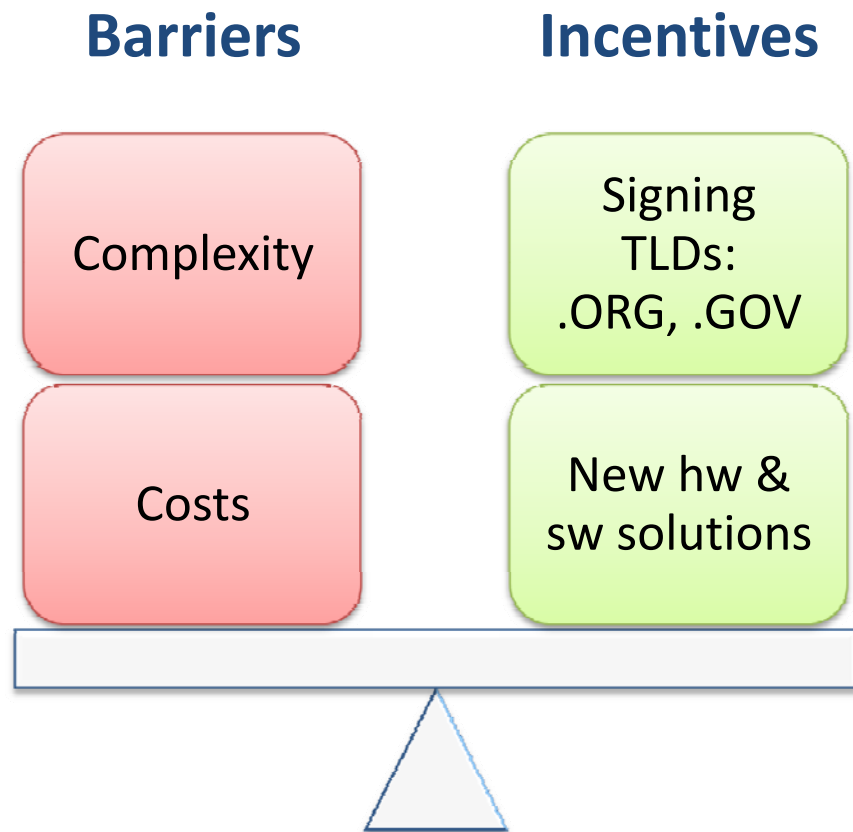 Barriers
Incentives
Complexity
Costs
Signing
TLDs:
.ORG, .GOV
New hw &
sw solutions